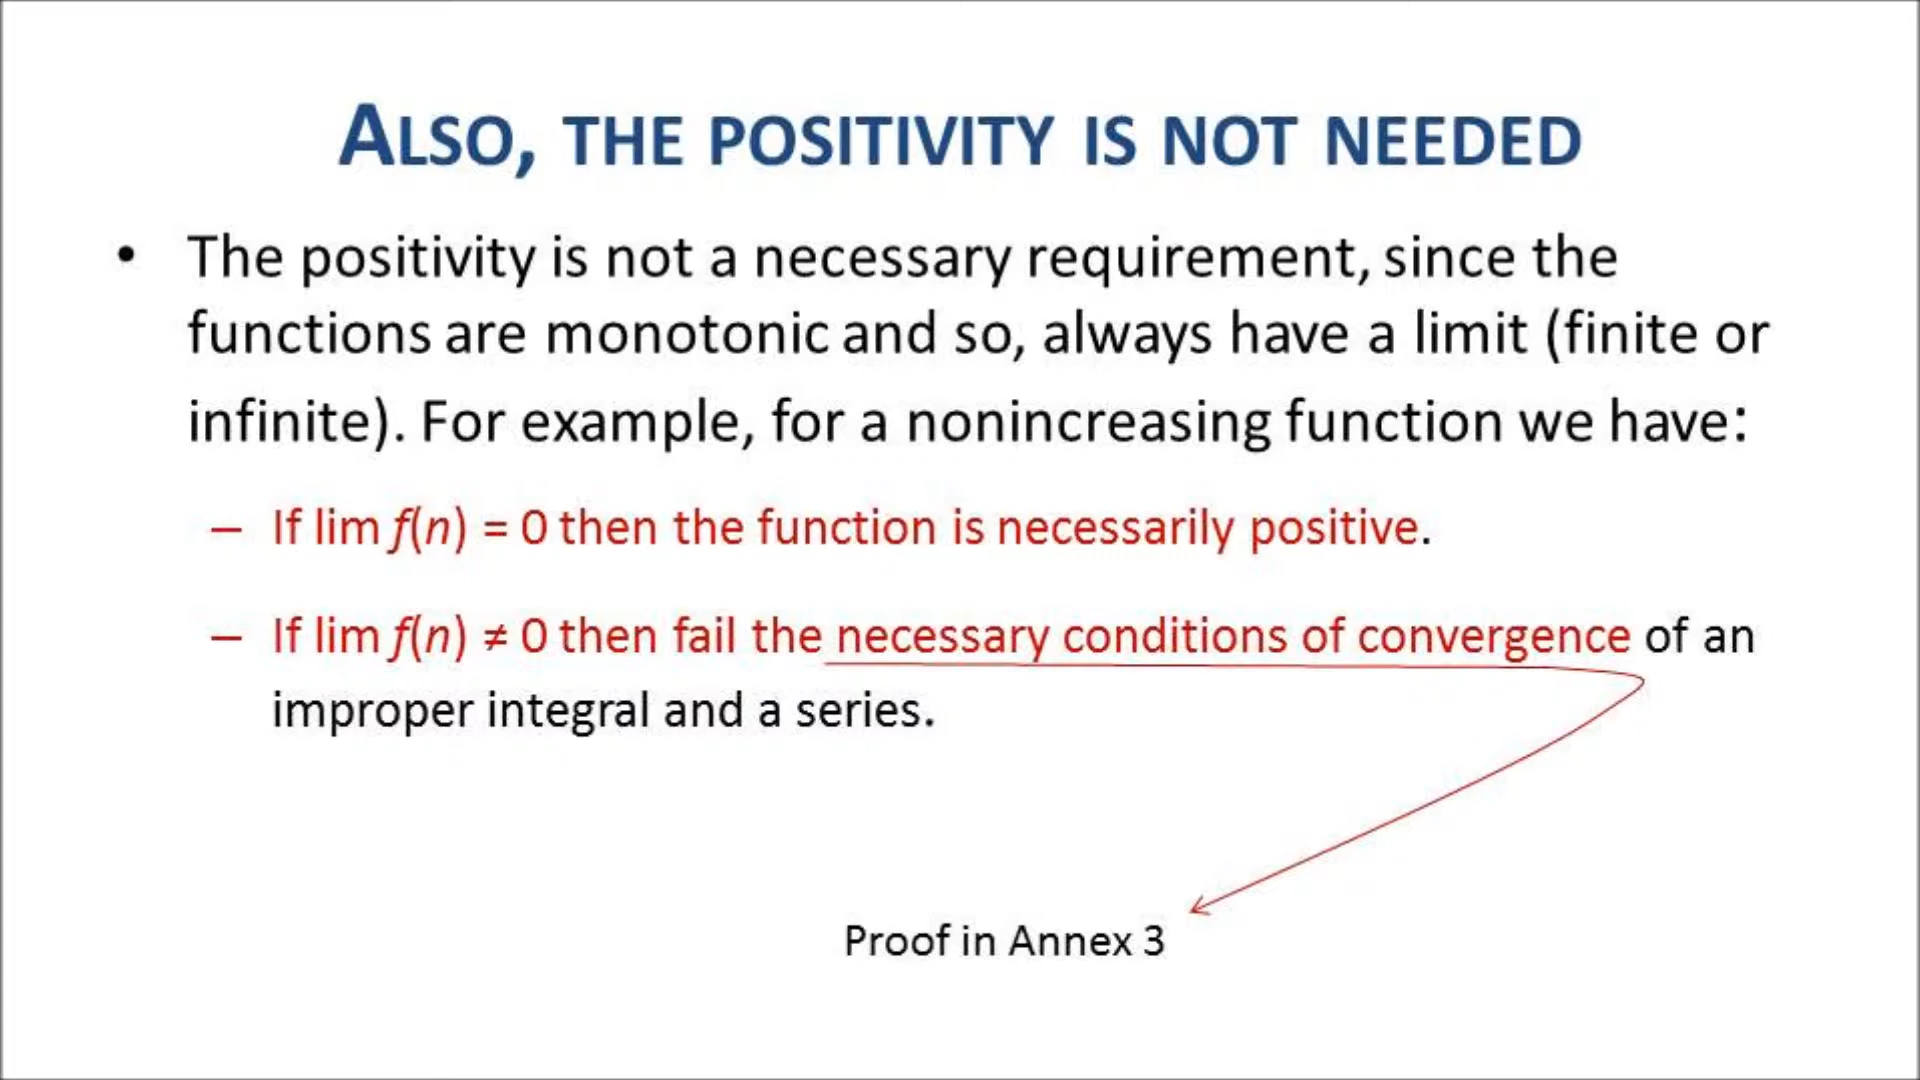 ALSO, THE POSITIVITY IS NOT NEEDED
• The positivity is not a necessary requirement, since the
functions are monotonic and so, always have a limit (finite or
infinite). For example, for a nonincreasing function we have:
– If lim f(n) = 0 then the function is necessarily positive.
– If lim f(n) ≠ 0 then fail the necessary conditions of convergence of an
improper integral and a series.
Proof in Annex 3